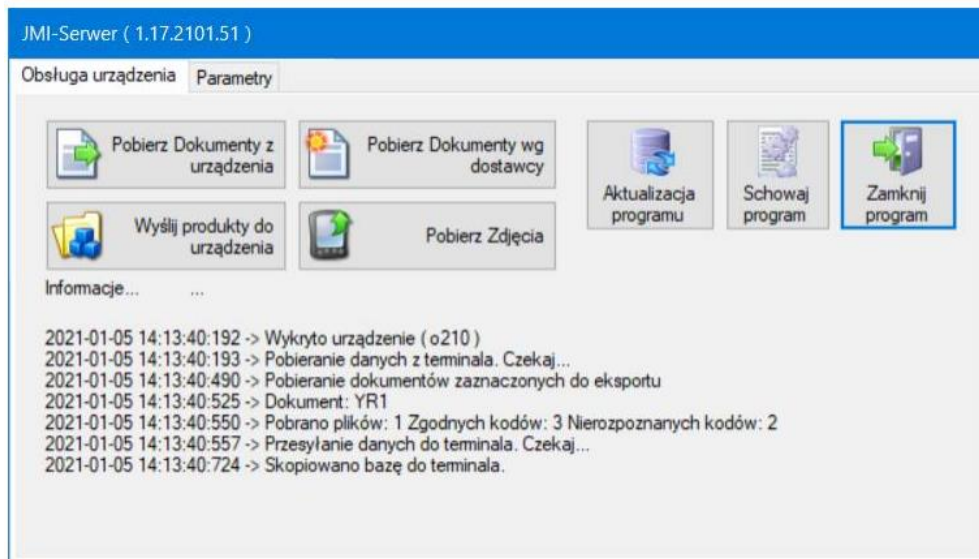 JMI-Serwer ( 1.17.2101.51 )
Obsługa urządzenia
Parametry
Pobierz Dokumenty z
urządzenia
Pobierz Dokumenty wg
dostawcy
Aktualizacja
programu
Schowaj
program
Zamknij
program
Wyślij produkty do
urządzenia
Pobierz Zdjęcia
Informacje... ...
2021-01-05 14:13:40:192 -> Wykryto urządzenie ( o210 )
2021-01-05 14:13:40:193 -> Pobieranie danych z terminala. Czekaj...
2021-01-05 14:13:40:490 -> Pobieranie dokumentów zaznaczonych do eksportu
2021-01-05 14:13:40:525 -> Dokument: YR1
2021-01-05 14:13:40:550 -> Pobrano plików: 1 Zgodnych kodów: 3 Nierozpoznanych kodów: 2
2021-01-05 14:13:40:557 -> Przesyłanie danych do terminala. Czekaj...
2021-01-05 14:13:40:724 -> Skopiowano bazę do terminala.